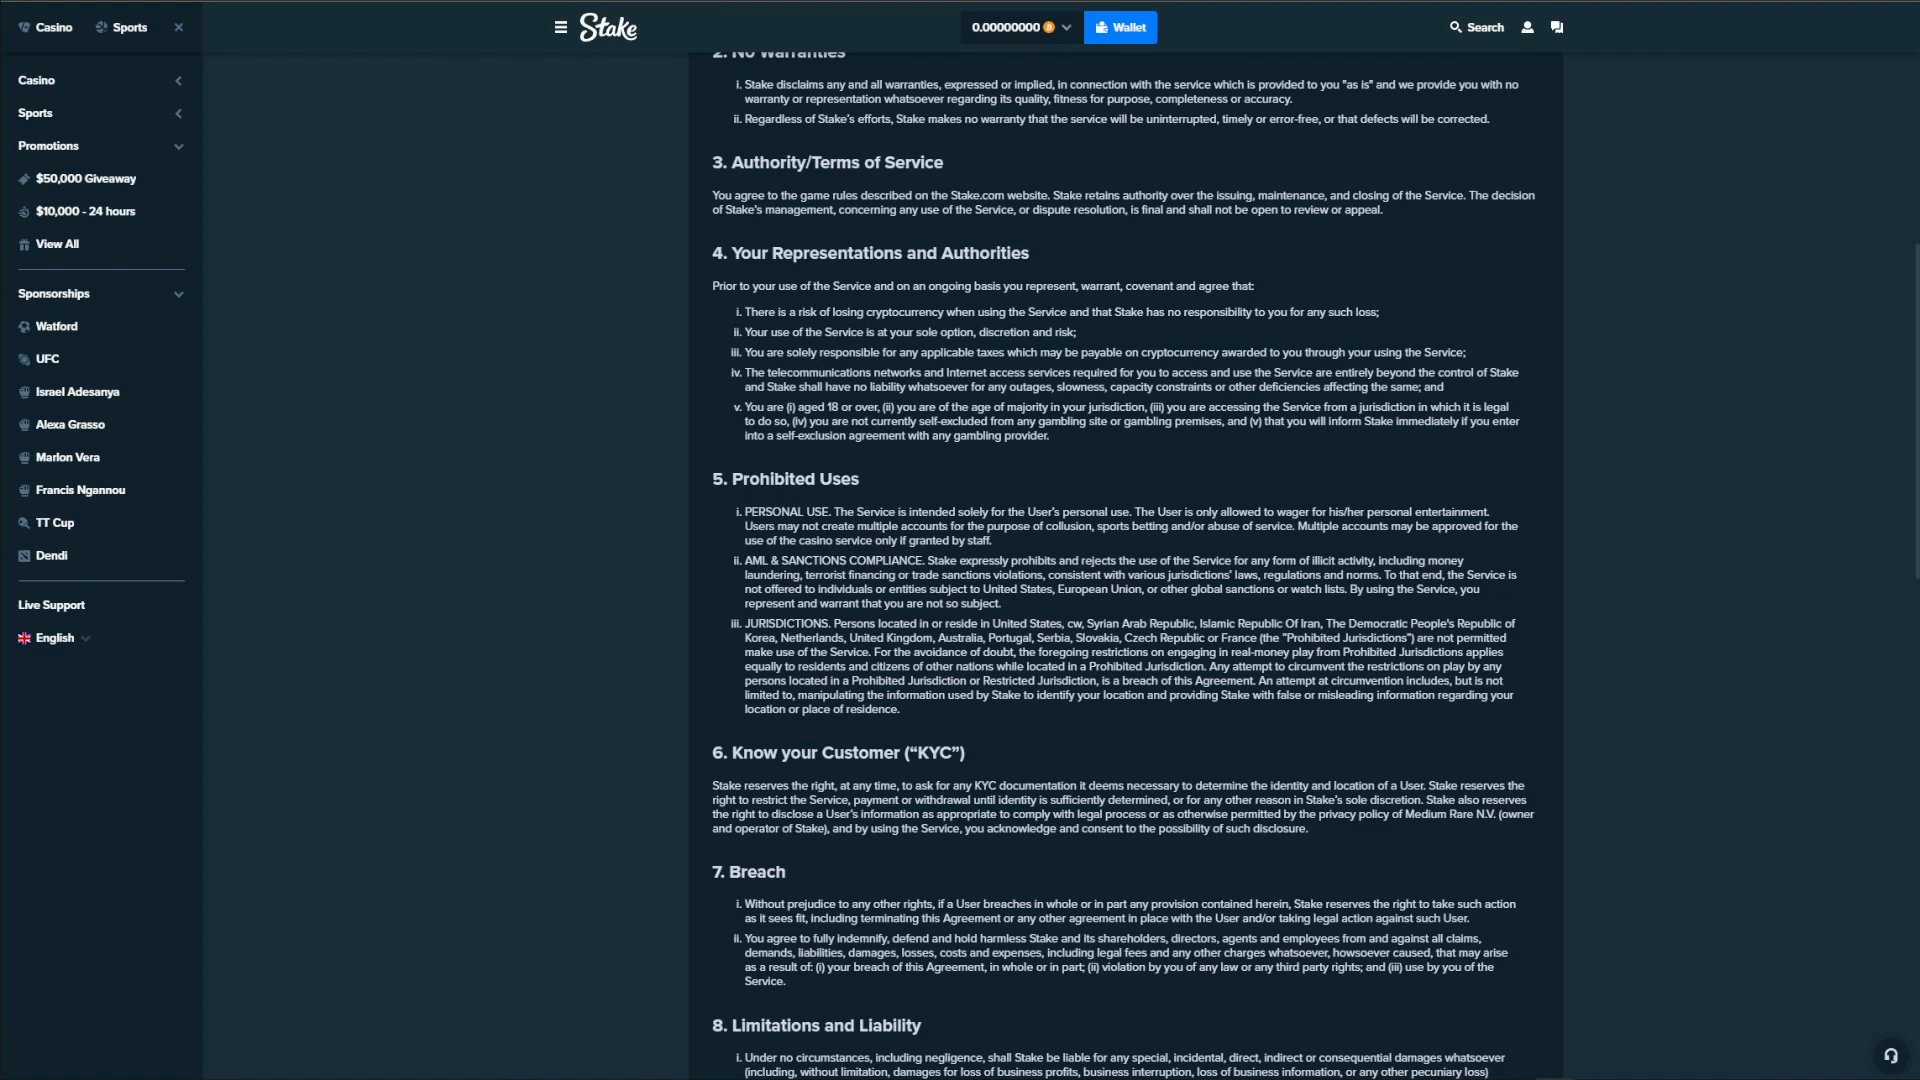 Casino
Sports
Stake
0.00000000
Wallet
Search
Casino
Sports
Promotions
$50,000 Giveaway
$10,000 - 24 hours
View All
Sponsorships
Watford
UFC
Israel Adesanya
Alexa Grasso
Marlon Vera
Francis Ngannou
TT Cup
Dendi
Live Support
English
2. No Warranties
i. Stake disclaims any and all warranties, expressed or implied, in connection with the service which is provided to you "as is" and we provide you with no
warranty or representation whatsoever regarding its quality, fitness for purpose, completeness or accuracy.
ii. Regardless of Stake's efforts, Stake makes no warranty that the service will be uninterrupted, timely or error-free, or that defects will be corrected.
3. Authority/Terms of Service
You agree to the game rules described on the Stake.com website. Stake retains authority over the issuing, maintenance, and closing of the Service. The decision
of Stake's management, concerning any use of the Service, or dispute resolution, is final and shall not be open to review or appeal.
4. Your Representations and Authorities
Prior to your use of the Service and on an ongoing basis you represent, warrant, covenant and agree that:
i. There is a risk of losing cryptocurrency when using the Service and that Stake has no responsibility to you for any such loss;
ii. Your use of the Service is at your sole option, discretion and risk;
iii. You are solely responsible for any applicable taxes which may be payable on cryptocurrency awarded to you through your using the Service;
iv. The telecommunications networks and Internet access services required for you to access and use the Service are entirely beyond the control of Stake
and Stake shall have no liability whatsoever for any outages, slowness, capacity constraints or other deficiencies affecting the same; and
v. You are (i) aged 18 or over, (ii) you are of the age of majority in your jurisdiction, (iii) you are accessing the Service from a jurisdiction in which it is legal
to do so, (iv) you are not currently self-excluded from any gambling site or gambling premises, and (v) that you will inform Stake immediately if you enter
into a self-exclusion agreement with any gambling provider.
5. Prohibited Uses
i. PERSONAL USE. The Service is intended solely for the User's personal use. The User is only allowed to wager for his/her personal entertainment.
Users may not create multiple accounts for the purpose of collusion, sports betting and/or abuse of service. Multiple accounts may be approved for the
use of the casino service only if granted by staff.
ii. AML & SANCTIONS COMPLIANCE. Stake expressly prohibits and rejects the use of the Service for any form of illicit activity, including money
laundering, terrorist financing or trade sanctions violations, consistent with various jurisdictions' laws, regulations and norms. To that end, the Service is
not offered to individuals or entities subject to United States, European Union, or other global sanctions or watch lists. By using the Service, you
represent and warrant that you are not so subject.
iii. JURISDICTIONS. Persons located in or reside in United States, cw, Syrian Arab Republic, Islamic Republic Of Iran, The Democratic People's Republic of
Korea, Netherlands, United Kingdom, Australia, Portugal, Serbia, Slovakia, Czech Republic or France (the "Prohibited Jurisdictions") are not permitted
make use of the Service. For the avoidance of doubt, the foregoing restrictions on engaging in real-money play from Prohibited Jurisdictions applies
equally to residents and citizens of other nations while located in a Prohibited Jurisdiction. Any attempt to circumvent the restrictions on play by any
persons located in a Prohibited Jurisdiction or Restricted Jurisdiction, is a breach of this Agreement. An attempt at circumvention includes, but is not
limited to, manipulating the information used by Stake to identify your location and providing Stake with false or misleading information regarding your
location or place of residence.
6. Know your Customer (“KYC”)
Stake reserves the right, at any time, to ask for any KYC documentation it deems necessary to determine the identity and location of a User. Stake reserves the
right to restrict the Service, payment or withdrawal until identity is sufficiently determined, or for any other reason in Stake's sole discretion. Stake also reserves
the right to disclose a User's information as appropriate to comply with legal process or as otherwise permitted by the privacy policy of Medium Rare N.V. (owner
and operator of Stake), and by using the Service, you acknowledge and consent to the possibility of such disclosure.
7. Breach
i. Without prejudice to any other rights, if a User breaches in whole or in part any provision contained herein, Stake reserves the right to take such action
as it sees fit, including terminating this Agreement or any other agreement in place with the User and/or taking legal action against such User.
ii. You agree to fully indemnify, defend and hold harmless Stake and its shareholders, directors, agents and employees from and against all claims,
demands, liabilities, damages, losses, costs and expenses, including legal fees and any other charges whatsoever, howsoever caused, that may arise
as a result of: (i) your breach of this Agreement, in whole or in part; (ii) violation by you of any law or any third party rights; and (iii) use by you of the
Service.
8. Limitations and Liability
i. Under no circumstances, including negligence, shall Stake be liable for any special, incidental, direct, indirect or consequential damages whatsoever
(including, without limitation, damages for loss of business profits, business interruption, loss of business information, or any other pecuniary loss)